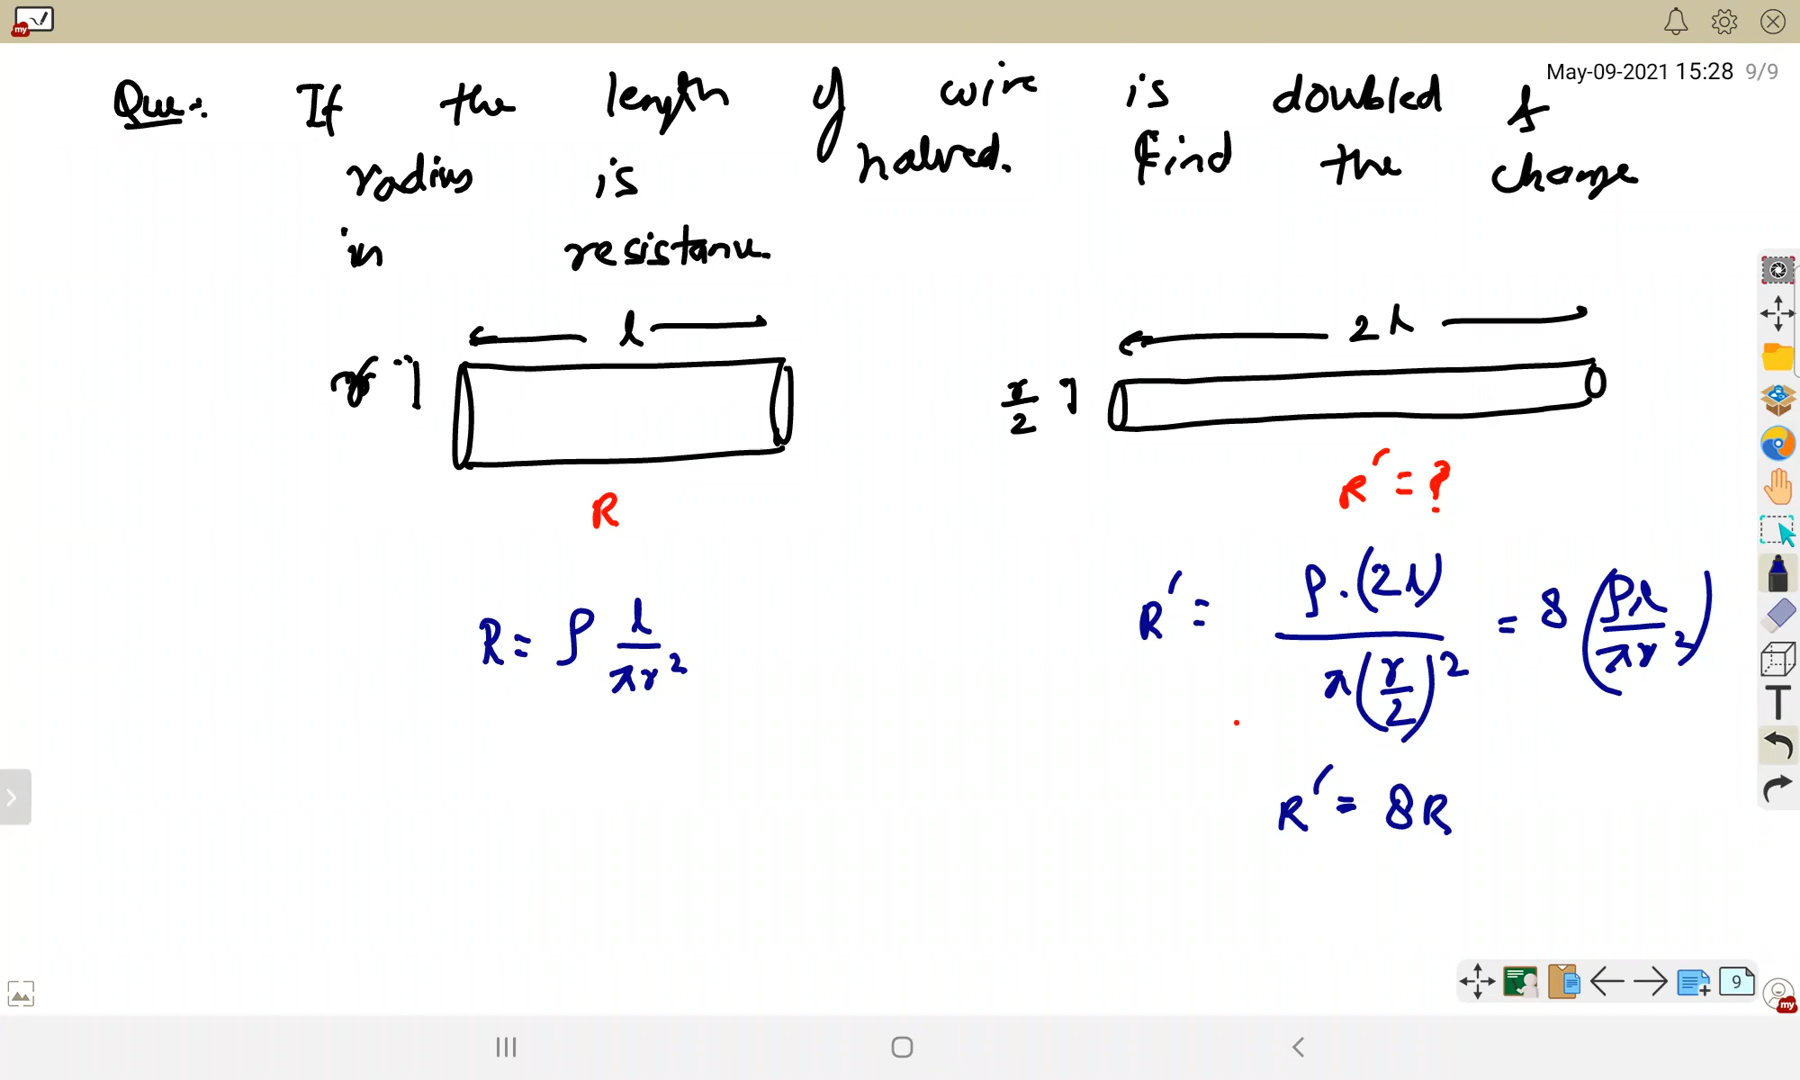 May-09-2021 15:28 9/9
Que:. If the length of wire is doubled &
radius is halved. Find the change
in resistance.
l
2l
r
r/2
R
R' = ?
R = ρ l/πr²
R' = ρ.(2l)/π(r/2)² = 8(ρl/πr²)
R' = 8R
9